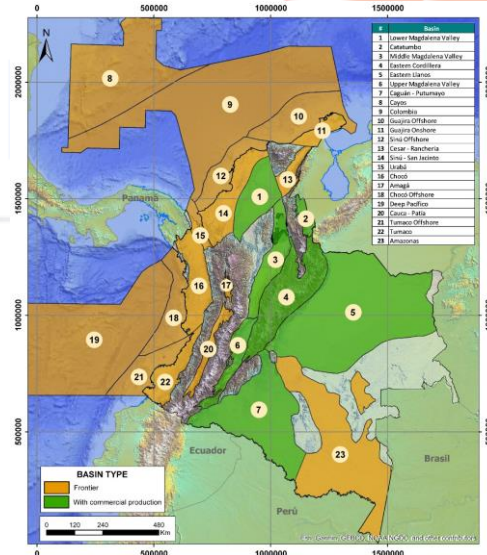 0 500000 1000000 1500000
N
# Basin
1 Lower Magdalena Valley
2 Catatumbo
3 Middle Magdalena Valley
4 Eastern Cordillera
5 Eastern Llanos
6 Upper Magdalena Valley
7 Caguán - Putumayo
8 Cayos
9 Colombia
10 Guajira Offshore
11 Guajira Onshore
12 Sinú Offshore
13 Cesar - Ranchería
14 Sinú - San Jacinto
15 Urabá
16 Chocó
17 Amagá
18 Chocó Offshore
19 Deep Pacífico
20 Cauca - Patía
21 Tumaco Offshore
22 Tumaco
23 Amazonas
2000000 2000000
8
9
10
11
12
13
1
Panamá
14
2
1500000
15
3
16
17
4
18
5
1000000 1000000
19
20
6
21
22
7
500000
23
Ecuador
Brasil
Perú
BASIN TYPE
Frontier
With commercial production
0 120 240 480
Km
0 500000 1000000 1500000